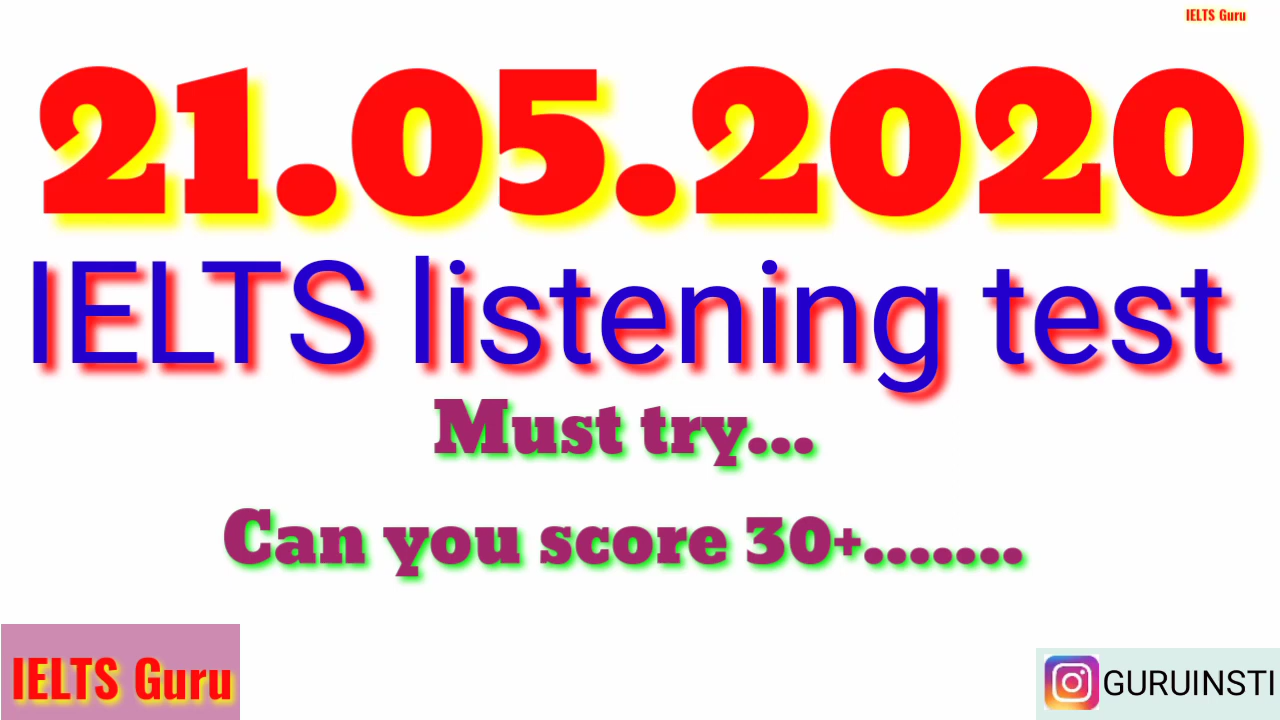 IELTS Guru
21.05.2020
IELTS listening test
Must try...
Can you score 30+.......
IELTS Guru
GURUINSTI